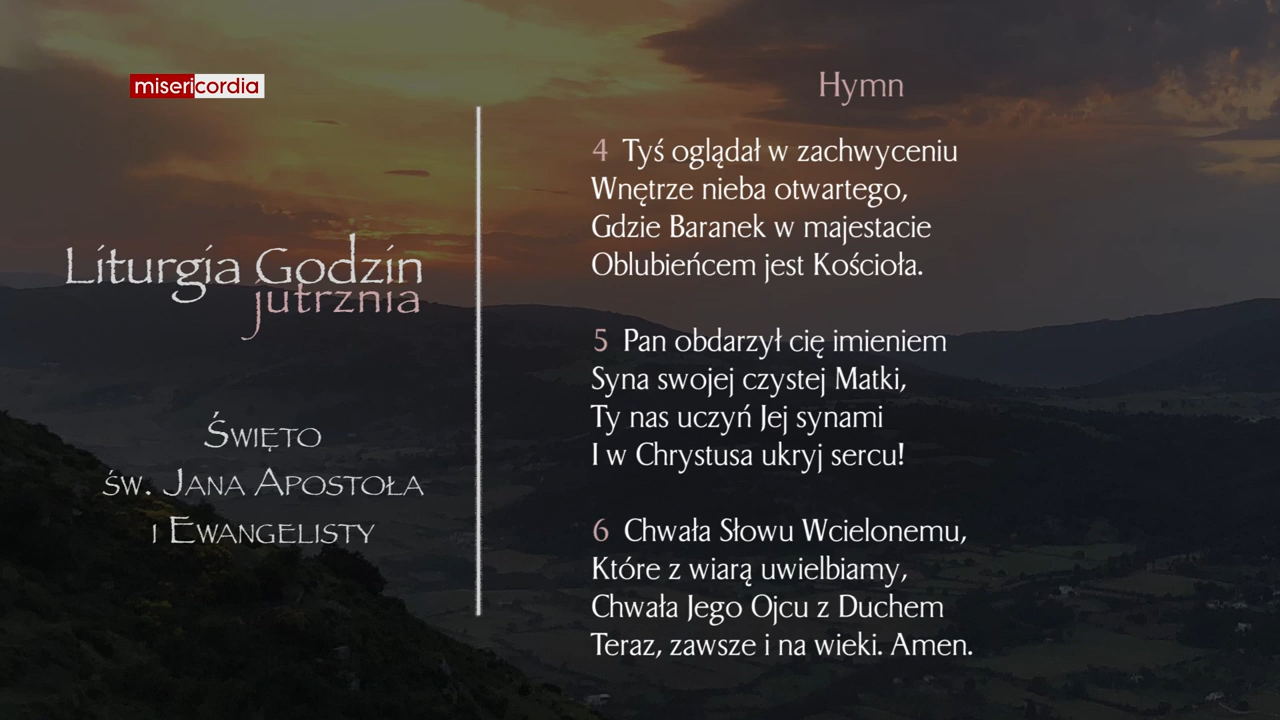 misericordia
Liturgia Godzin
jutrznia
Święto
św. Jana Apostoła
i Ewangelisty
Hymn
4 Tyś oglądał w zachwyceniu
Wnętrze nieba otwartego,
Gdzie Baranek w majestacie
Oblubieńcem jest Kościoła.
5 Pan obdarzył cię imieniem
Syna swojej czystej Matki,
Ty nas uczyń Jej synami
I w Chrystusa ukryj sercu!
6 Chwała Słowu Wcielonemu,
Które z wiarą uwielbiamy,
Chwała Jego Ojcu z Duchem
Teraz, zawsze i na wieki. Amen.